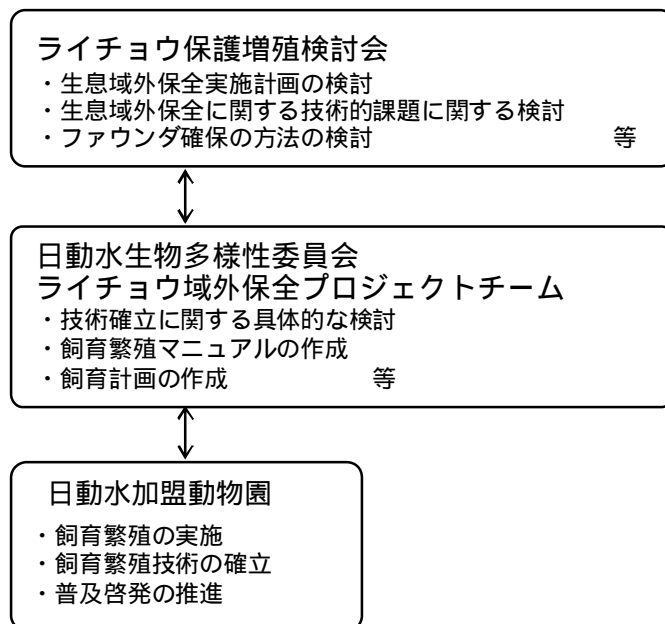 ライチョウ保護増殖検討会
・生息域外保全実施計画の検討
・生息域外保全に関する技術的課題に関する検討
・ファウンダ確保の方法の検討 等
日動水生物多様性委員会
ライチョウ域外保全プロジェクトチーム
・技術確立に関する具体的な検討
・飼育繁殖マニュアルの作成
・飼育計画の作成 等
日動水加盟動物園
・飼育繁殖の実施
・飼育繁殖技術の確立
・普及啓発の推進